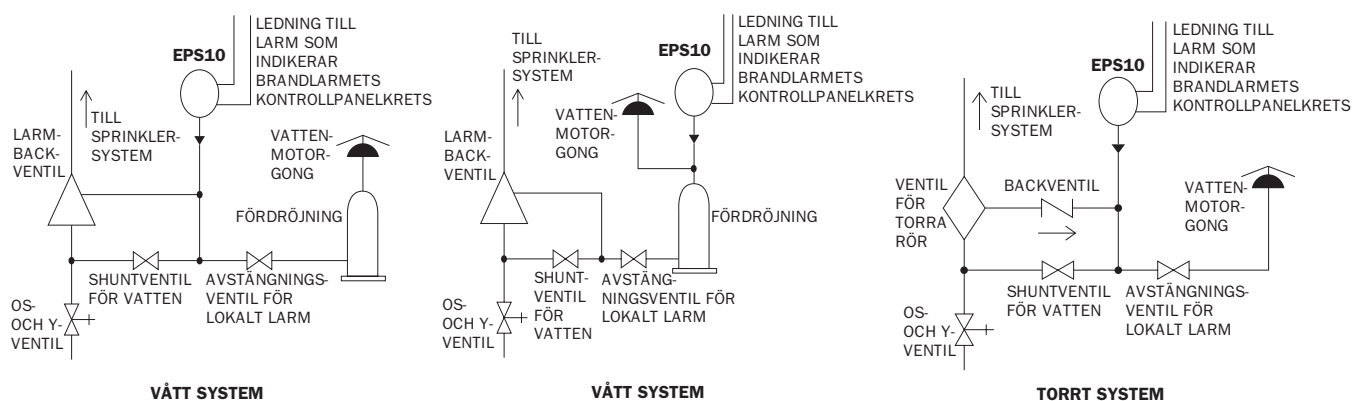 EPS10
LEDNING TILL
LARM SOM
INDIKERAR
BRANDLARMETS
KONTROLLPANELKRETS
TILL
SPRINKLER-
SYSTEM
LARM-
BACK-
VENTIL
VATTEN-
MOTOR-
GONG
FÖRDRÖJNING
SHUNTVENTIL
FÖR VATTEN
AVSTÄNGNINGS-
VENTIL FÖR
LOKALT LARM
OS-
OCH Y-
VENTIL
VÅTT SYSTEM
TILL
SPRINKLER-
SYSTEM
EPS10
LEDNING TILL
LARM SOM
INDIKERAR
BRANDLARMETS
KONTROLLPANELKRETS
VATTEN-
MOTOR-
GONG
LARM-
BACK-
VENTIL
FÖRDRÖJNING
SHUNT-
VENTIL
FÖR
VATTEN
AVSTÄNG-
NINGSVENTIL FÖR
LOKALT LARM
OS-
OCH Y-
VENTIL
VÅTT SYSTEM
LEDNING TILL
LARM SOM
INDIKERAR
BRANDLARMETS
KONTROLLPANELKRETS
EPS10
TILL
SPRINKLER-
SYSTEM
VENTIL
FÖR
TORRA
RÖR
BACKVENTIL
VATTEN-
MOTOR-
GONG
SHUNTVENTIL
FÖR VATTEN
AVSTÄNGNINGS-
VENTIL FÖR
LOKALT LARM
OS-
OCH Y-
VENTIL
TORRT SYSTEM